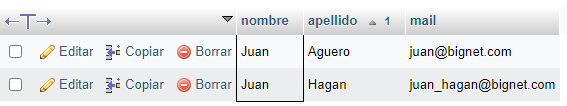 nombre apellido 1 mail
Editar Copiar Borrar Juan Aguero juan@bignet.com
Editar Copiar Borrar Juan Hagan juan_hagan@bignet.com